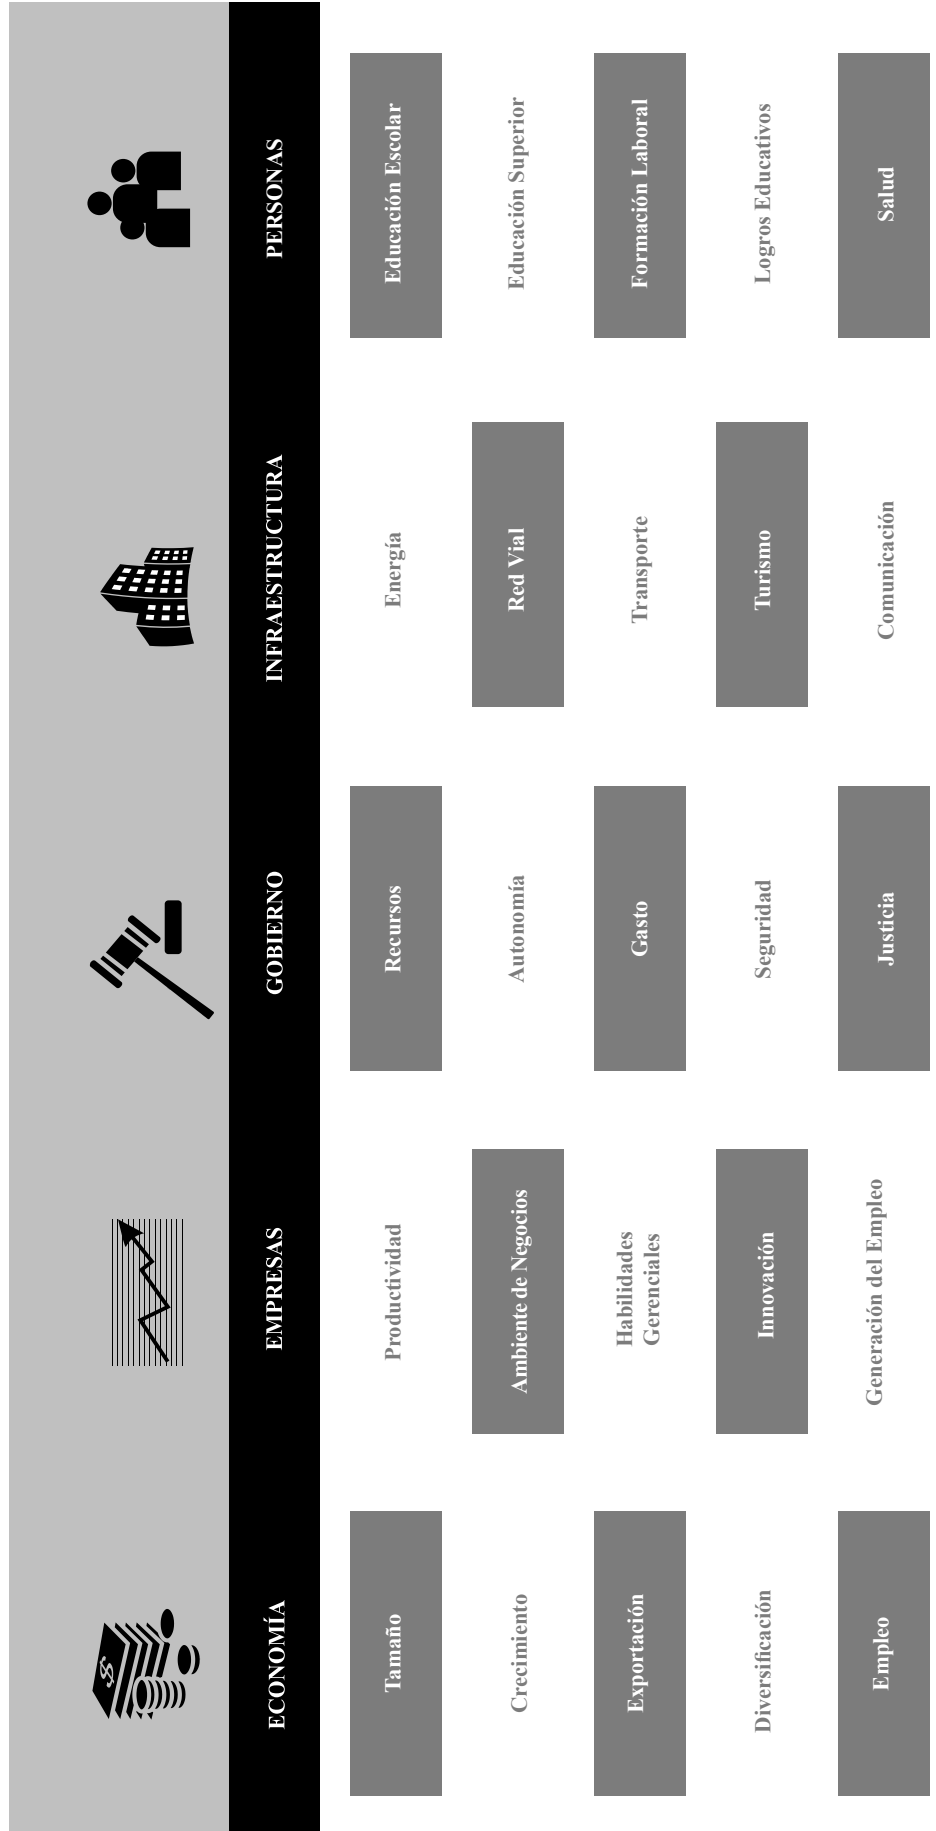 ECONOMÍA
EMPRESAS
GOBIERNO
INFRAESTRUCTURA
PERSONAS
Tamaño
Productividad
Recursos
Energía
Educación Escolar
Crecimiento
Ambiente de Negocios
Autonomía
Red Vial
Educación Superior
Exportación
Habilidades
Gerenciales
Gasto
Transporte
Formación Laboral
Diversificación
Innovación
Seguridad
Turismo
Logros Educativos
Empleo
Generación del Empleo
Justicia
Comunicación
Salud
$